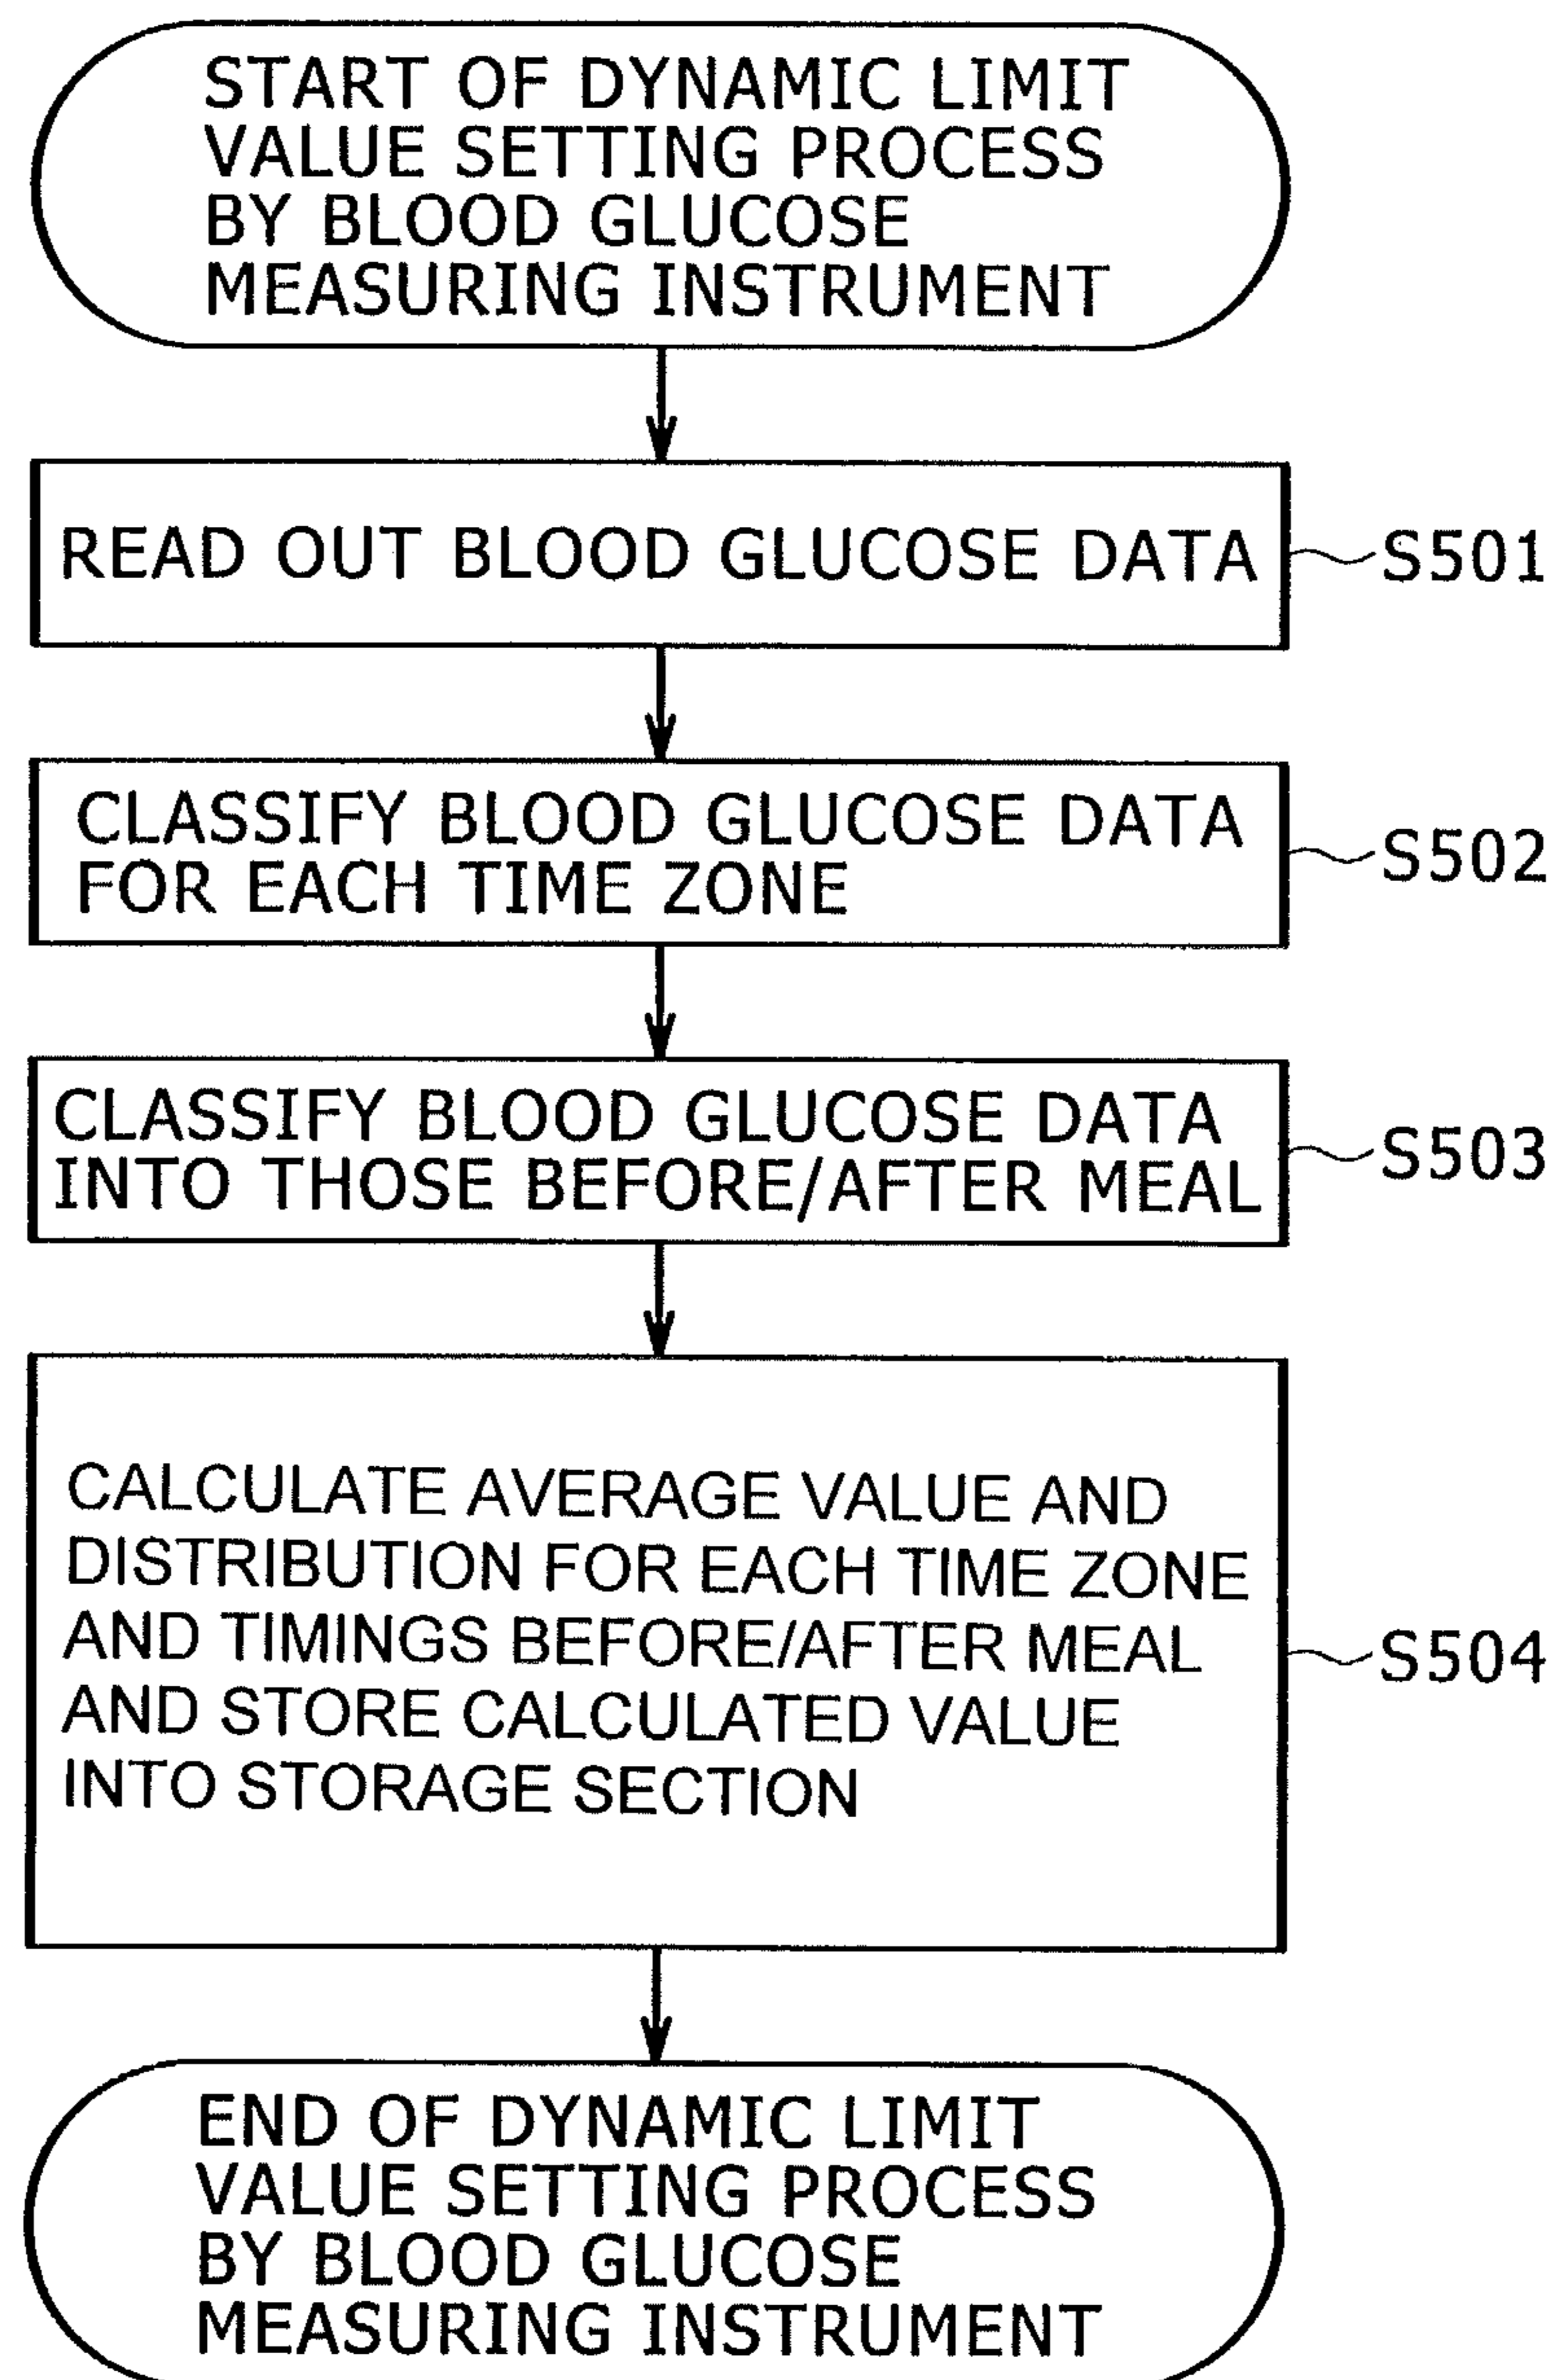 START OF DYNAMIC LIMIT
VALUE SETTING PROCESS
BY BLOOD GLUCOSE
MEASURING INSTRUMENT
READ OUT BLOOD GLUCOSE DATA
S501
CLASSIFY BLOOD GLUCOSE DATA
FOR EACH TIME ZONE
S502
CLASSIFY BLOOD GLUCOSE DATA
INTO THOSE BEFORE/AFTER MEAL
S503
CALCULATE AVERAGE VALUE AND
DISTRIBUTION FOR EACH TIME ZONE
AND TIMINGS BEFORE/AFTER MEAL
AND STORE CALCULATED VALUE
INTO STORAGE SECTION
S504
END OF DYNAMIC LIMIT
VALUE SETTING PROCESS
BY BLOOD GLUCOSE
MEASURING INSTRUMENT